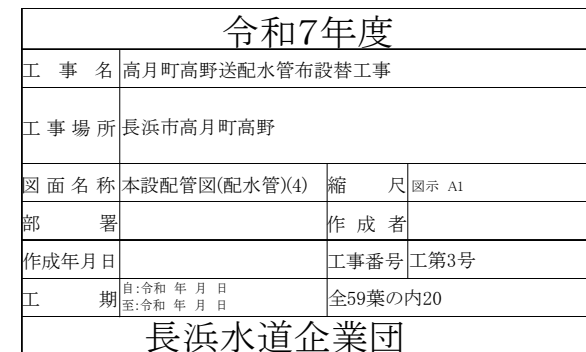 令和7年度
工事名 高月町高野送配水管布設替工事
工事場所 長浜市高月町高野
図面名称 本設配管図(配水管)(4) 縮尺 図示 A1
部署 作成者
作成年月日 工事番号 工第3号
工期 自:令和 年 月 日
至:令和 年 月 日
全59葉の内20
長浜水道企業団